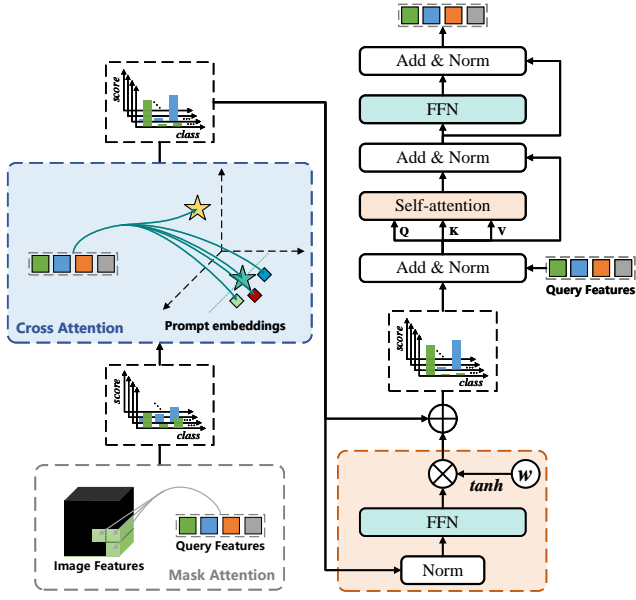 score
class
Cross Attention
Prompt embeddings
score
class
Image Features
Query Features
Mask Attention
Add & Norm
FFN
Add & Norm
Self-attention
Q K V
Add & Norm
Query Features
score
class
tanh
w
FFN
Norm